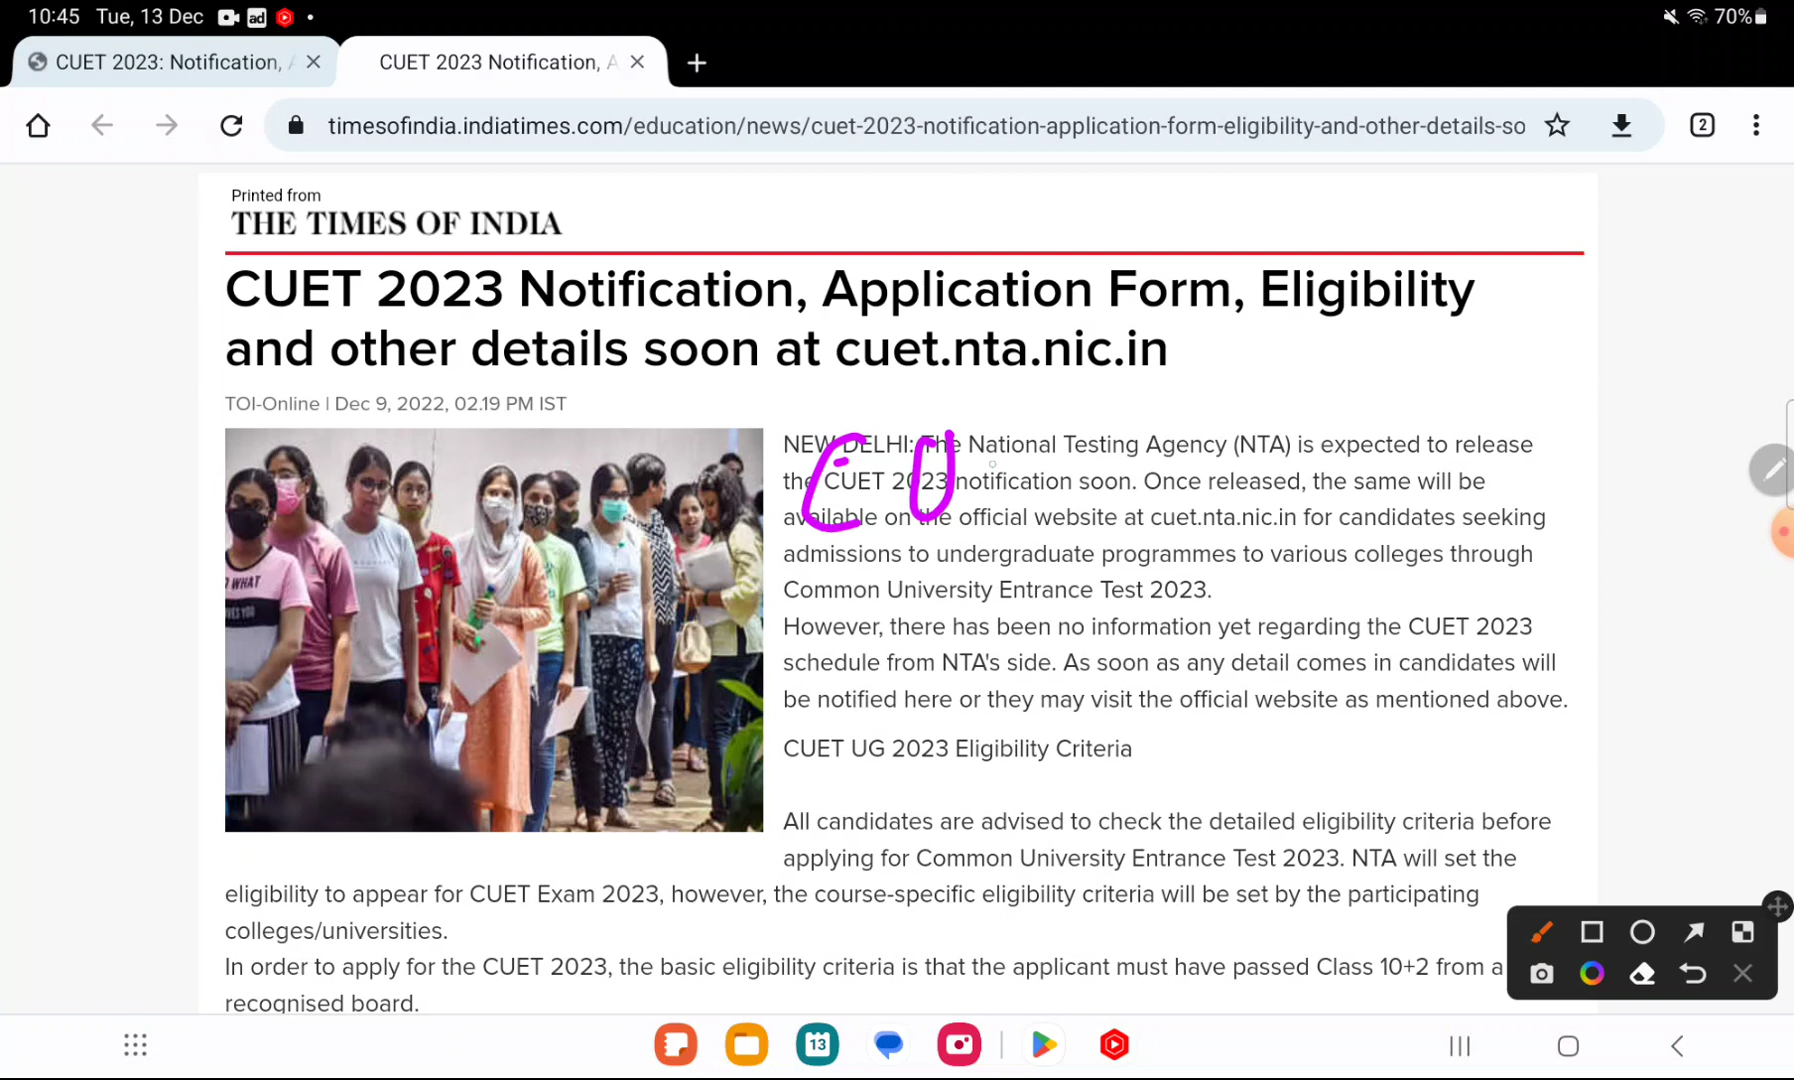 10:45 Tue, 13 Dec ad 70%
CUET 2023: Notification, A
CUET 2023 Notification, A
timesofindia.indiatimes.com/education/news/cuet-2023-notification-application-form-eligibility-and-other-details-so
2
Printed from
THE TIMES OF INDIA
CUET 2023 Notification, Application Form, Eligibility
and other details soon at cuet.nta.nic.in
TOI-Online | Dec 9, 2022, 02.19 PM IST
NEW DELHI: The National Testing Agency (NTA) is expected to release
the CUET 2023 notification soon. Once released, the same will be
available on the official website at cuet.nta.nic.in for candidates seeking
admissions to undergraduate programmes to various colleges through
Common University Entrance Test 2023.
However, there has been no information yet regarding the CUET 2023
schedule from NTA's side. As soon as any detail comes in candidates will
be notified here or they may visit the official website as mentioned above.
CUET UG 2023 Eligibility Criteria
All candidates are advised to check the detailed eligibility criteria before
applying for Common University Entrance Test 2023. NTA will set the
eligibility to appear for CUET Exam 2023, however, the course-specific eligibility criteria will be set by the participating
colleges/universities.
In order to apply for the CUET 2023, the basic eligibility criteria is that the applicant must have passed Class 10+2 from a
recognised board.
13